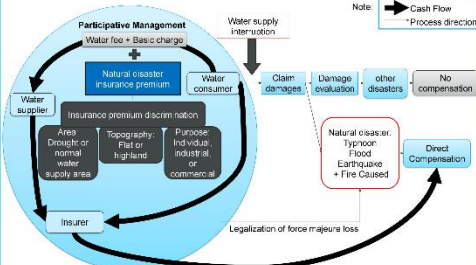 Note:
Cash Flow
Process direction
Participative Management
Water fee + Basic charge
+
Natural disaster
insurance premium
Water
supplier
Water
consumer
Insurance premium discrimination
Area:
Drought or
normal
water
supply area
Topography:
Flat or
highland
Purpose:
Individual,
industrial,
or
commercial
Insurer
Water supply
interruption
Claim
damages
Damage
evaluation
other
disasters
No
compensation
Natural disaster:
Typhoon
Flood
Earthquake
+ Fire Caused
Direct
Compensation
Legalization of force majeure loss